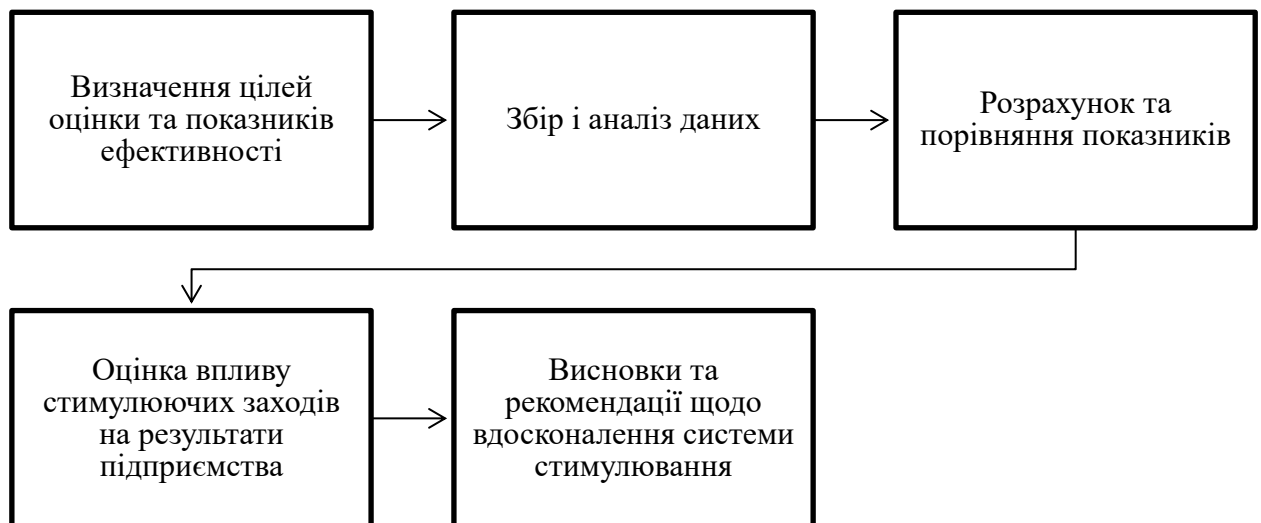 Визначення цілей
оцінки та показників
ефективності
Збір і аналіз даних
Розрахунок та
порівняння показників
Оцінка впливу
стимулюючих заходів
на результати
підприємства
Висновки та
рекомендації щодо
вдосконалення системи
стимулювання